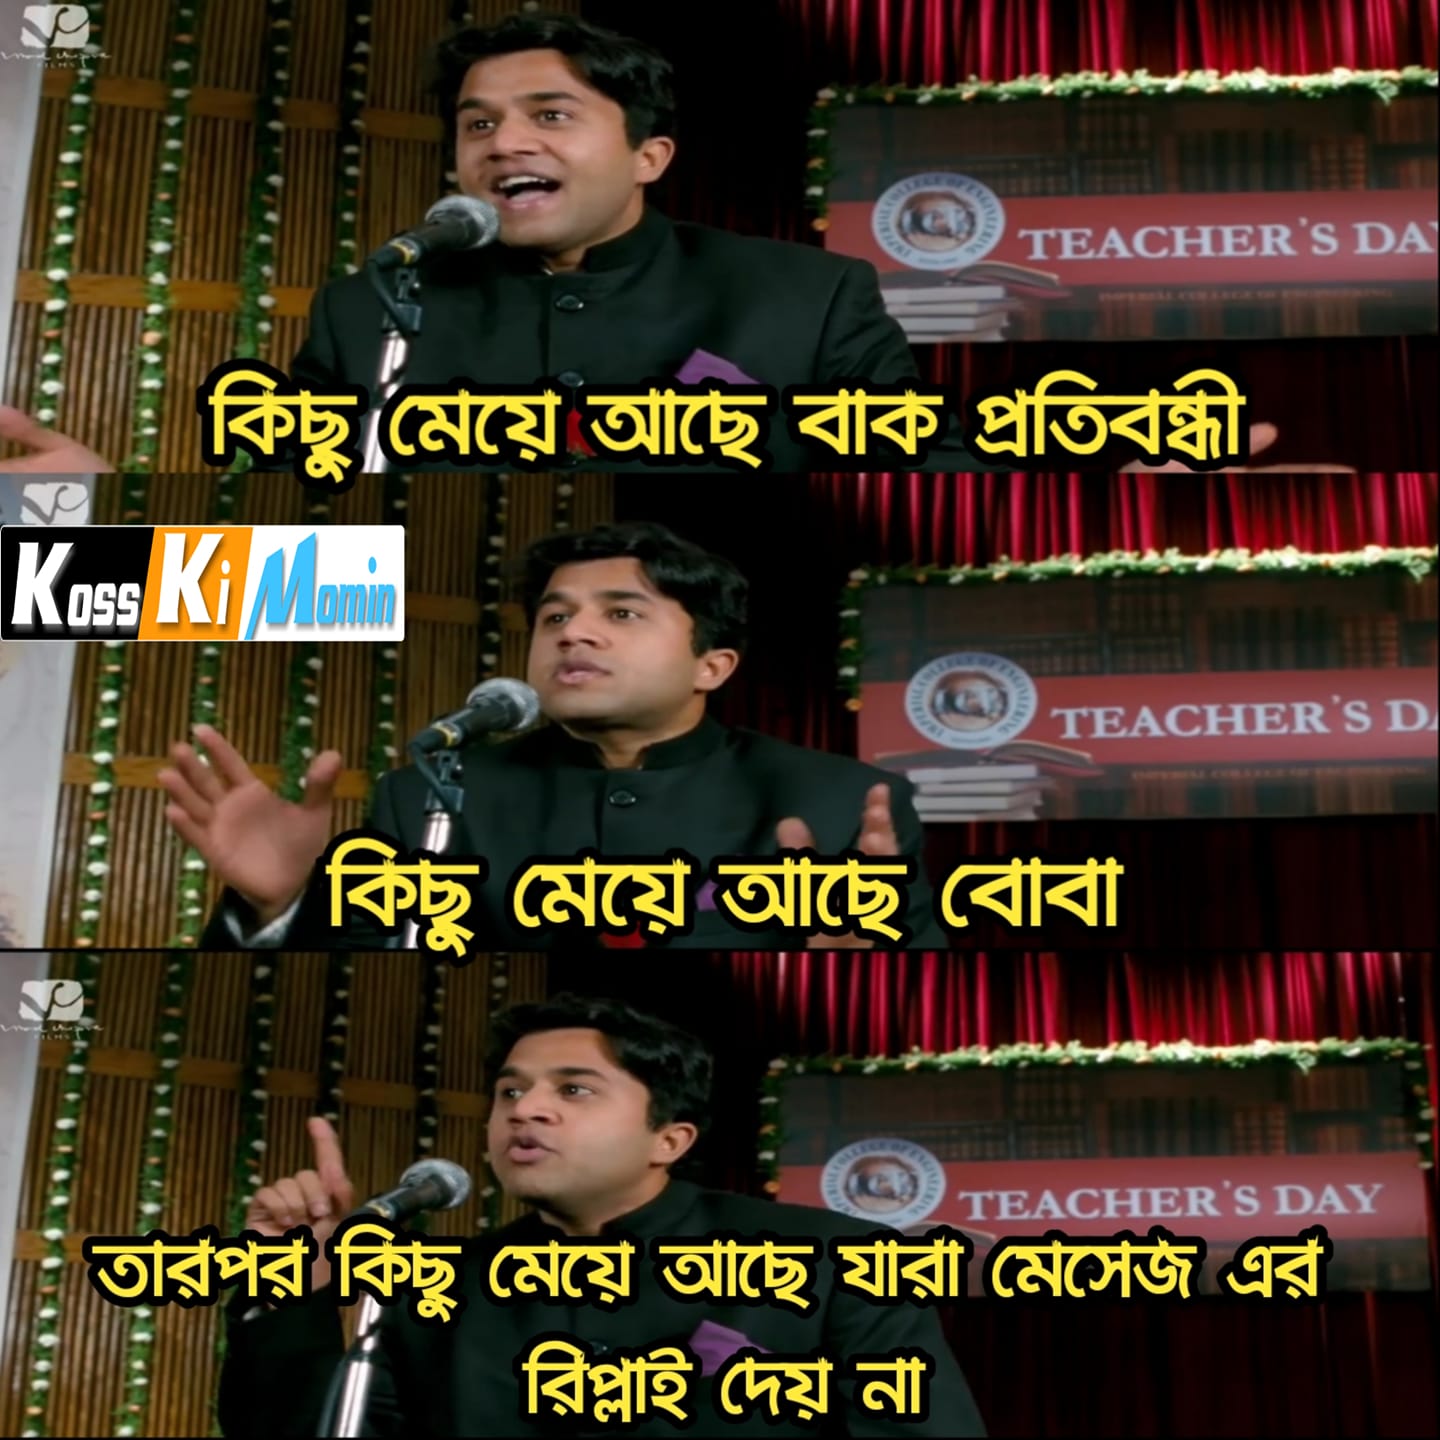 TEACHER'S DA
কিছু মেয়ে আছে বাক প্রতিবন্ধী
Koss Ki Momin
TEACHER'S DA
কিছু মেয়ে আছে বোবা
TEACHER'S DAY
তারপর কিছু মেয়ে আছে যারা মেসেজ এর
রিপ্লাই দেয় না